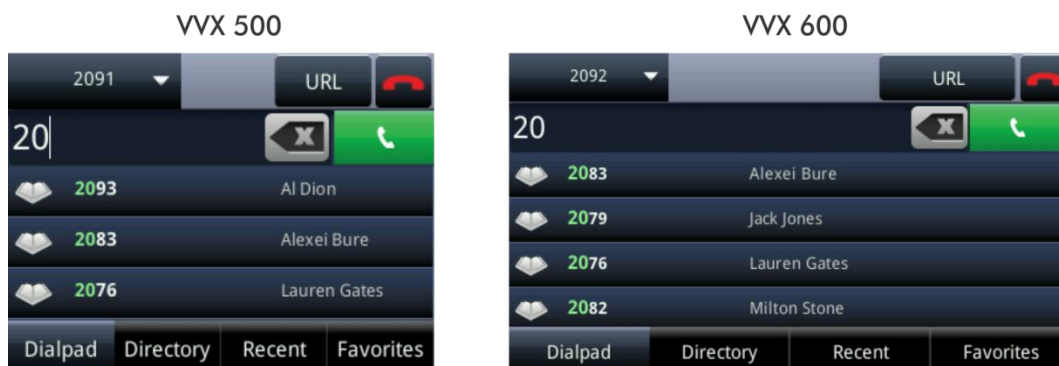 VVX 500
2091 URL
20
2093 Al Dion
2083 Alexei Bure
2076 Lauren Gates
Dialpad Directory Recent Favorites
VVX 600
2092 URL
20
2083 Alexei Bure
2079 Jack Jones
2076 Lauren Gates
2082 Milton Stone
Dialpad Directory Recent Favorites